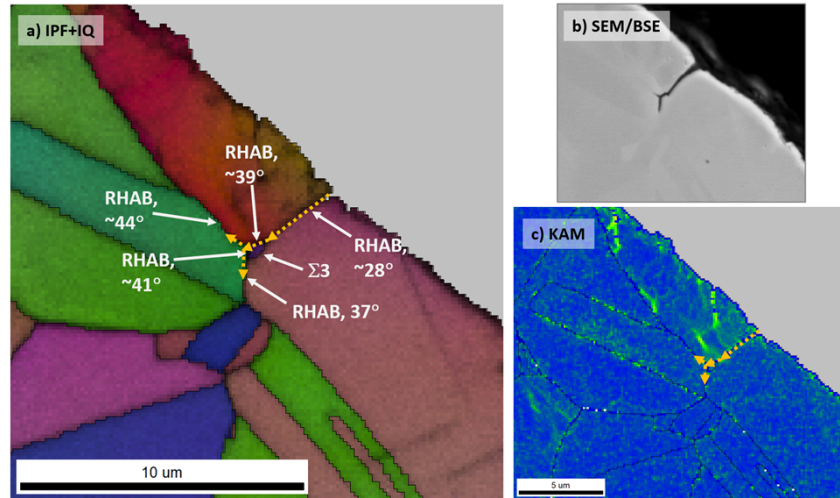 a) IPF+IQ
RHAB,
~39°
RHAB,
~44°
RHAB,
~41°
RHAB,
~28°
Σ3
RHAB, 37°
10 um
b) SEM/BSE
c) KAM
5 um